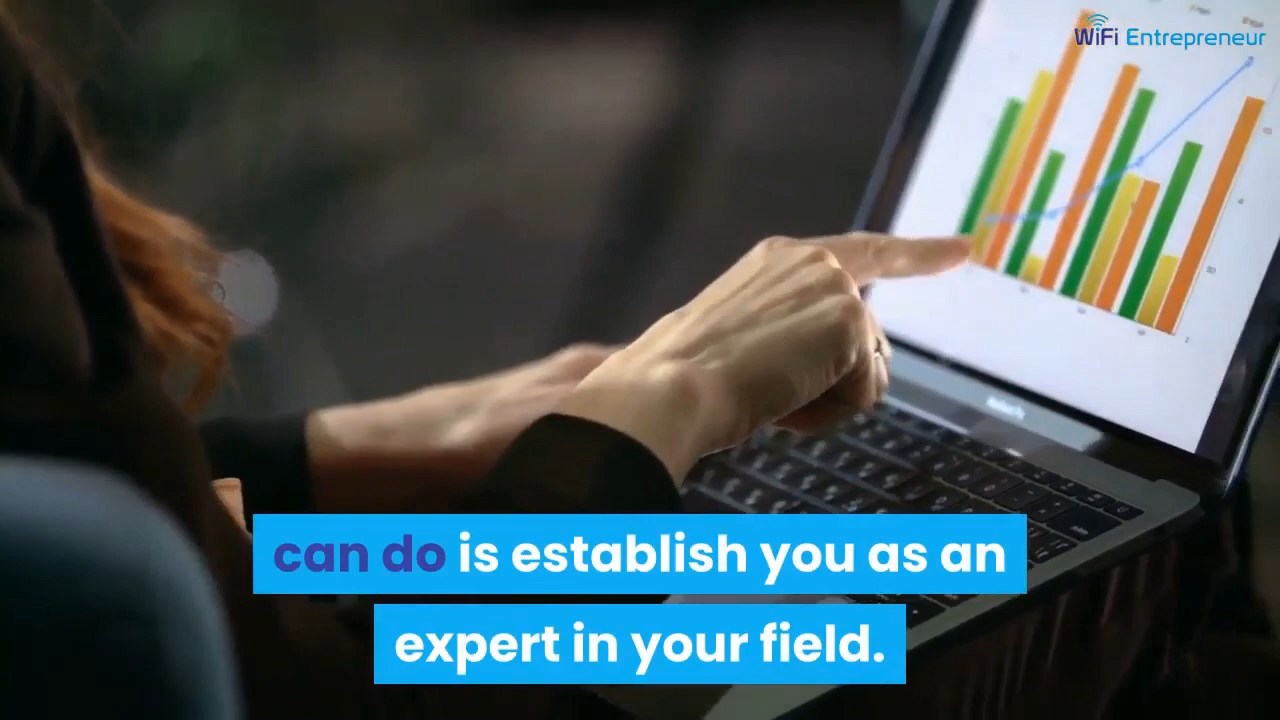 WiFi Entrepreneur
can do is establish you as an
expert in your field.